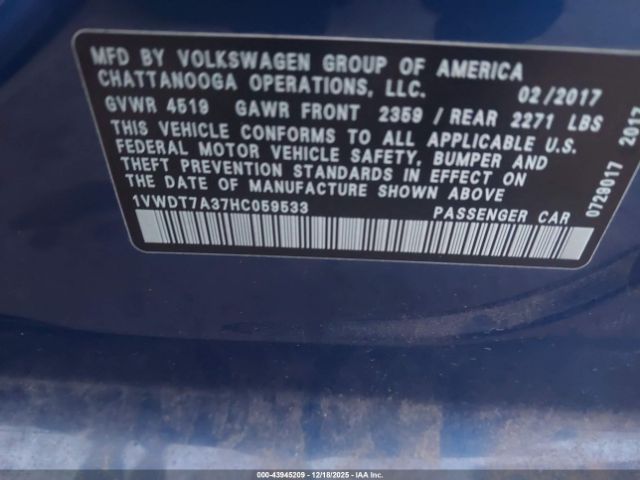 MFD BY VOLKSWAGEN GROUP OF AMERICA
CHATTANOOGA OPERATIONS, LLC. 02/2017
GVWR 4519 GAWR FRONT 2359 / REAR 2271 LBS
THIS VEHICLE CONFORMS TO ALL APPLICABLE U.S.
FEDERAL MOTOR VEHICLE SAFETY, BUMPER AND
THEFT PREVENTION STANDARDS IN EFFECT ON
THE DATE OF MANUFACTURE SHOWN ABOVE
1VWDT7A37HC059533 PASSENGER CAR
0729017 2017
000-43945209 - 12/18/2025 - IAA Inc.